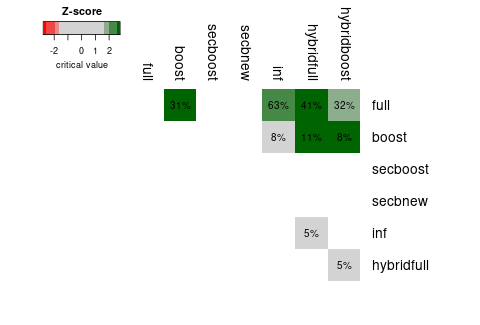 Z-score
-2 0 1 2
critical value
full
boost
secboost
secbnew
inf
hybridfull
hybridboost
31% 63% 41% 32% full
8% 11% 8% boost
secboost
secbnew
5% inf
5% hybridfull